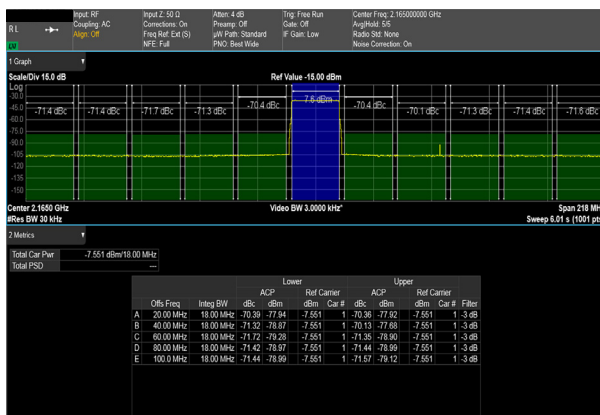 Input: RF Input Z: 50 Ω Atten: 4 dB Trig: Free Run Center Freq: 2.165000000 GHz
R L Coupling: AC Corrections: On Preamp: Off Gate: Off Avg|Hold: 5/5
Align: Off Freq Ref: Ext (S) µW Path: Standard IF Gain: Low Radio Std: None
NFE: Full PNO: Best Wide Noise Correction: On
1 Graph
Scale/Div 15.0 dB Ref Value -15.00 dBm
Log
-30.0
-45.0
-60.0
-75.0
-90.0
-105
-120
-135
-150
-71.4 dBc -71.4 dBc -71.7 dBc -71.3 dBc -70.4 dBc -7.6 dBm -70.4 dBc -70.1 dBc -71.3 dBc -71.4 dBc -71.6 dBc
Center 2.1650 GHz Video BW 3.0000 kHz* Span 218 MH
#Res BW 30 kHz Sweep 6.01 s (1001 pts
2 Metrics
Total Car Pwr -7.551 dBm/18.00 MHz
Total PSD ---
Lower Upper
ACP Ref Carrier ACP Ref Carrier
Offs Freq Integ BW dBc dBm dBm Car # dBc dBm dBm Car # Filter
A 20.00 MHz 18.00 MHz -70.39 -77.94 -7.551 1 -70.36 -77.92 -7.551 1 -3 dB
B 40.00 MHz 18.00 MHz -71.32 -78.87 -7.551 1 -70.13 -77.68 -7.551 1 -3 dB
C 60.00 MHz 18.00 MHz -71.72 -79.28 -7.551 1 -71.35 -78.90 -7.551 1 -3 dB
D 80.00 MHz 18.00 MHz -71.42 -78.97 -7.551 1 -71.44 -78.99 -7.551 1 -3 dB
E 100.0 MHz 18.00 MHz -71.44 -78.99 -7.551 1 -71.57 -79.12 -7.551 1 -3 dB